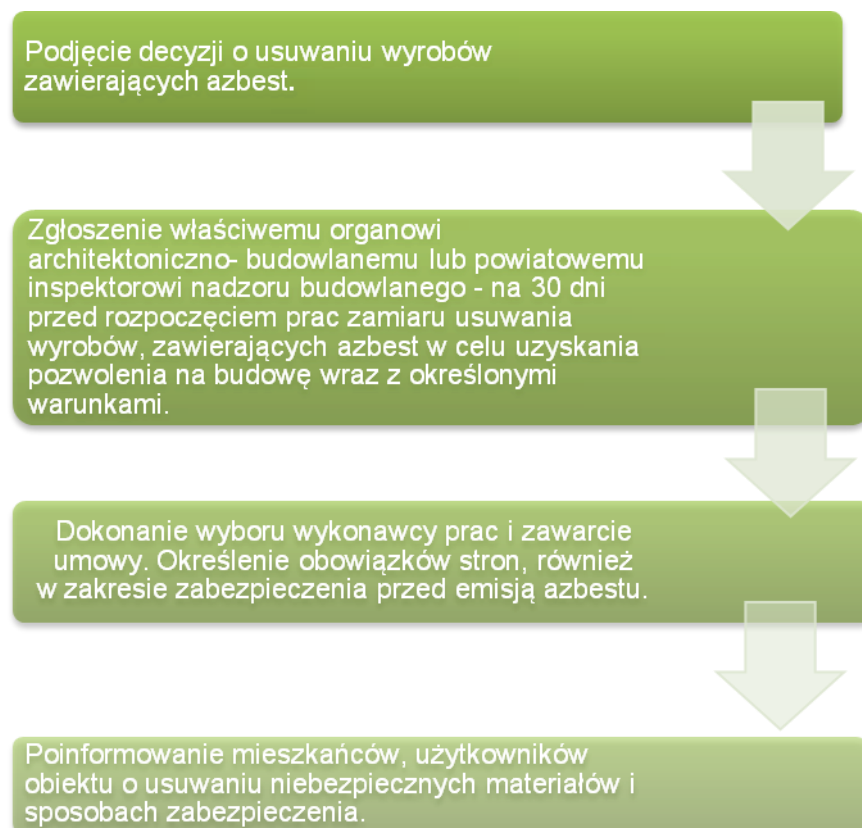 Podjęcie decyzji o usuwaniu wyrobów
zawierających azbest.
Zgłoszenie właściwemu organowi
architektoniczno- budowlanemu lub powiatowemu
inspektorowi nadzoru budowlanego - na 30 dni
przed rozpoczęciem prac zamiaru usuwania
wyrobów, zawierających azbest w celu uzyskania
pozwolenia na budowę wraz z określonymi
warunkami.
Dokonanie wyboru wykonawcy prac i zawarcie
umowy. Określenie obowiązków stron, również
w zakresie zabezpieczenia przed emisją azbestu.
Poinformowanie mieszkańców, użytkowników
obiektu o usuwaniu niebezpiecznych materiałów i
sposobach zabezpieczenia.